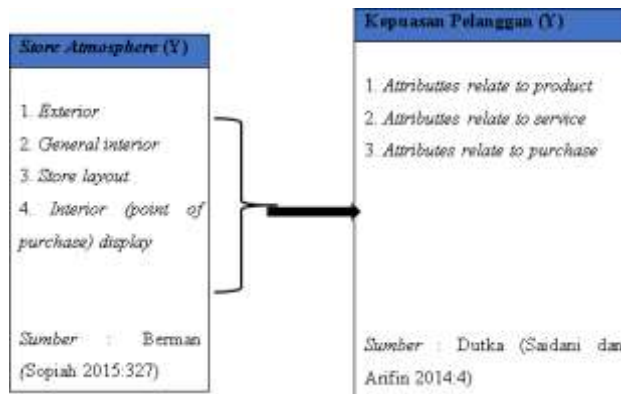 Store Atmosphere (Y)
1. Exterior
2. General interior
3. Store layout
4. Interior (point of
purchase) display
Sumber : Berman
(Sopiah 2015:327)
Kepuasan Pelanggan (Y)
1. Attributtes relate to product
2. Attributtes relate to service
3. Attributes relate to purchase
Sumber : Dutka (Saidani dan
Arifin 2014:4)